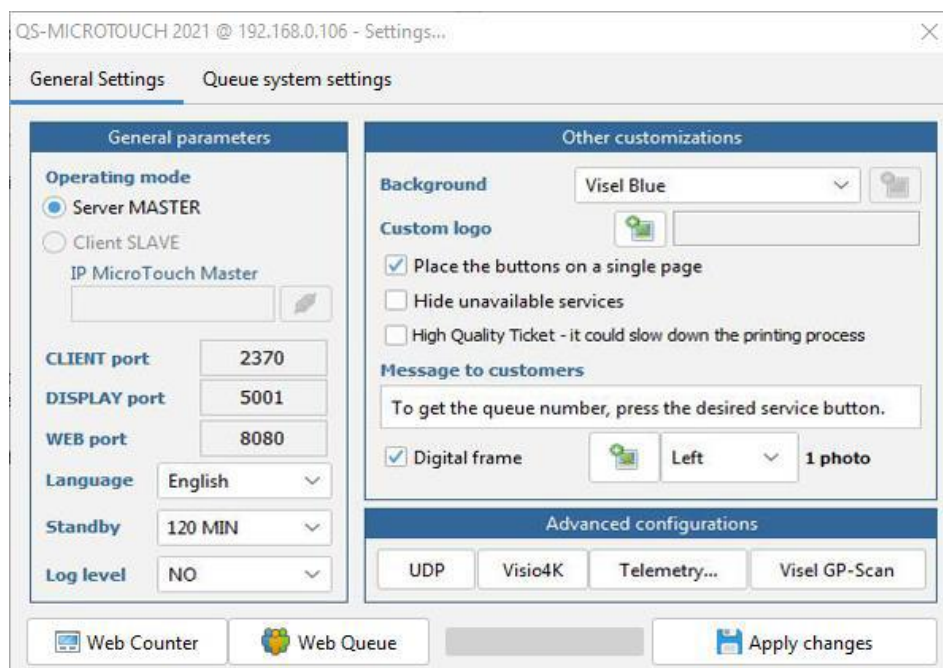 QS-MICROTOUCH 2021 @ 192.168.0.106 - Settings...
General Settings
Queue system settings
General parameters
Operating mode
Server MASTER
Client SLAVE
IP MicroTouch Master
CLIENT port
2370
DISPLAY port
5001
WEB port
8080
Language
English
Standby
120 MIN
Log level
NO
Other customizations
Background
Visel Blue
Custom logo
Place the buttons on a single page
Hide unavailable services
High Quality Ticket - it could slow down the printing process
Message to customers
To get the queue number, press the desired service button.
Digital frame
Left
1 photo
Advanced configurations
UDP
Visio4K
Telemetry...
Visel GP-Scan
Web Counter
Web Queue
Apply changes